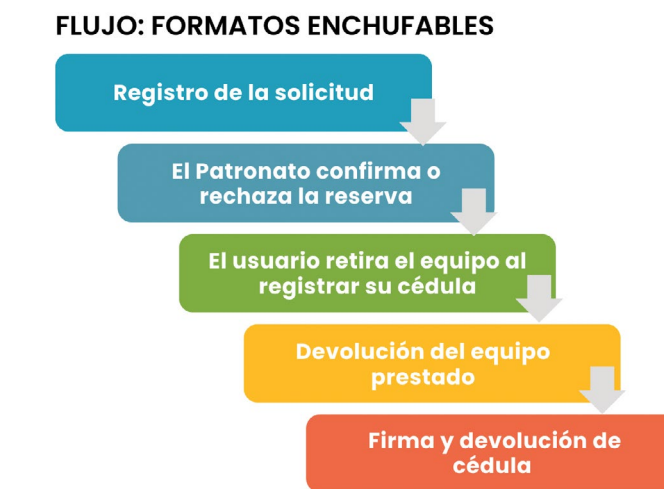 FLUJO: FORMATOS ENCHUFABLES
Registro de la solicitud
El Patronato confirma o
rechaza la reserva
El usuario retira el equipo al
registrar su cédula
Devolución del equipo
prestado
Firma y devolución de
cédula